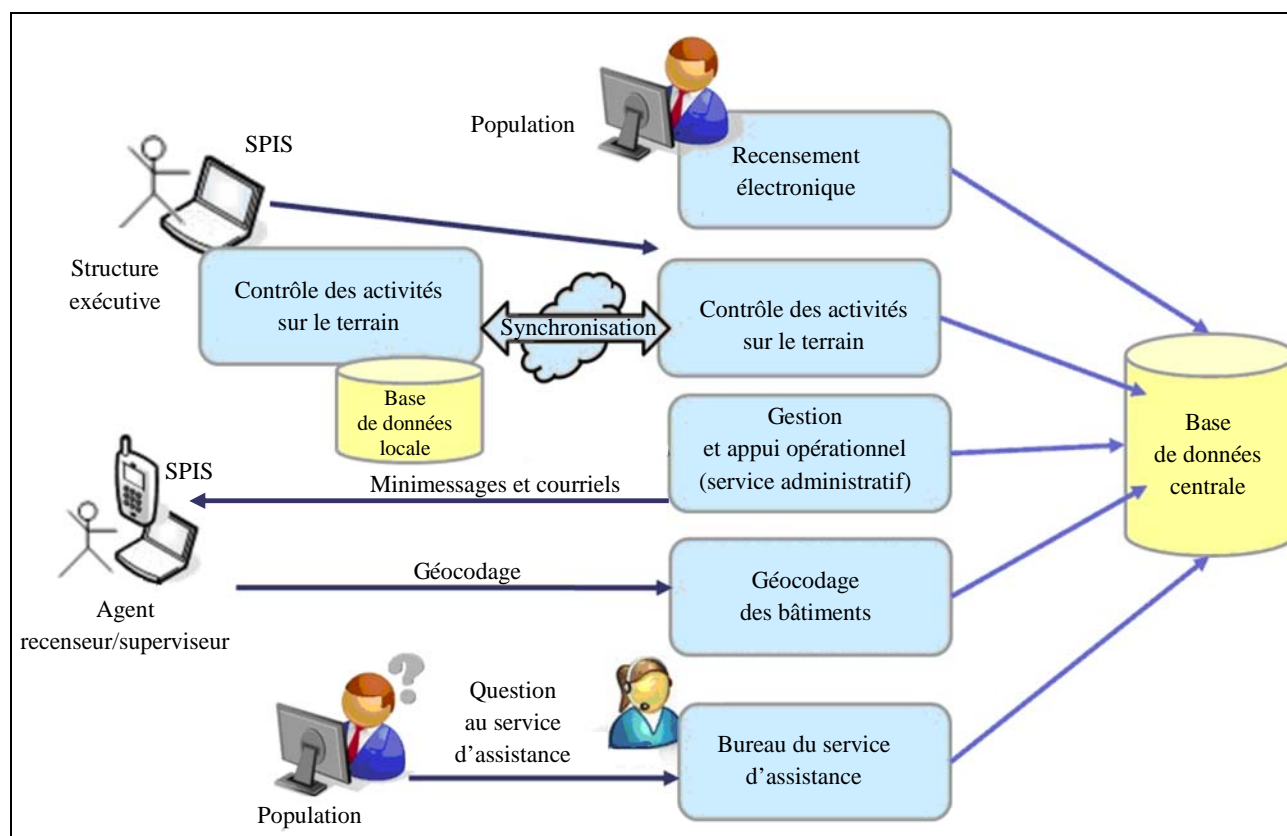 Population
Recensement
électronique
SPIS
Structure
exécutive
Contrôle des activités
sur le terrain
Synchronisation
Contrôle des activités
sur le terrain
Base
de données
locale
Gestion
et appui opérationnel
(service administratif)
Base
de données
centrale
SPIS
Minimessages et courriels
Agent
recenseur/superviseur
Géocodage
Géocodage
des bâtiments
Population
Question
au service
d’assistance
Bureau du service
d’assistance